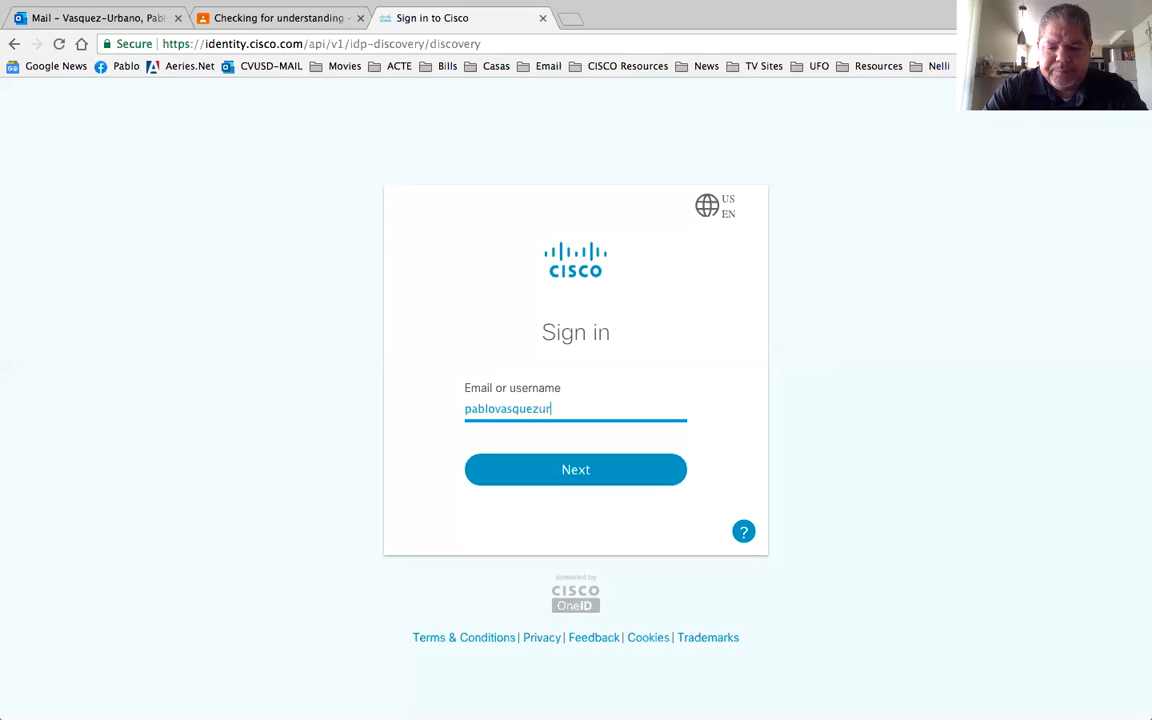 Mail – Vasquez-Urbano, Pabl
Checking for understanding -
Sign in to Cisco
Secure | https://identity.cisco.com/api/v1/idp-discovery/discovery
Google News Pablo Aeries.Net CVUSD-MAIL Movies ACTE Bills Casas Email CISCO Resources News TV Sites UFO Resources Nelli
US
EN
CISCO
Sign in
Email or username
pablovasquezur
Next
?
powered by
CISCO
OneID
Terms & Conditions | Privacy | Feedback | Cookies | Trademarks